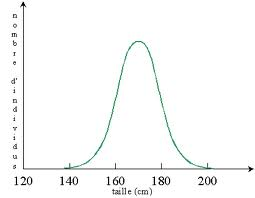 nombre d'individus
120 140 160 180 200
taille (cm)